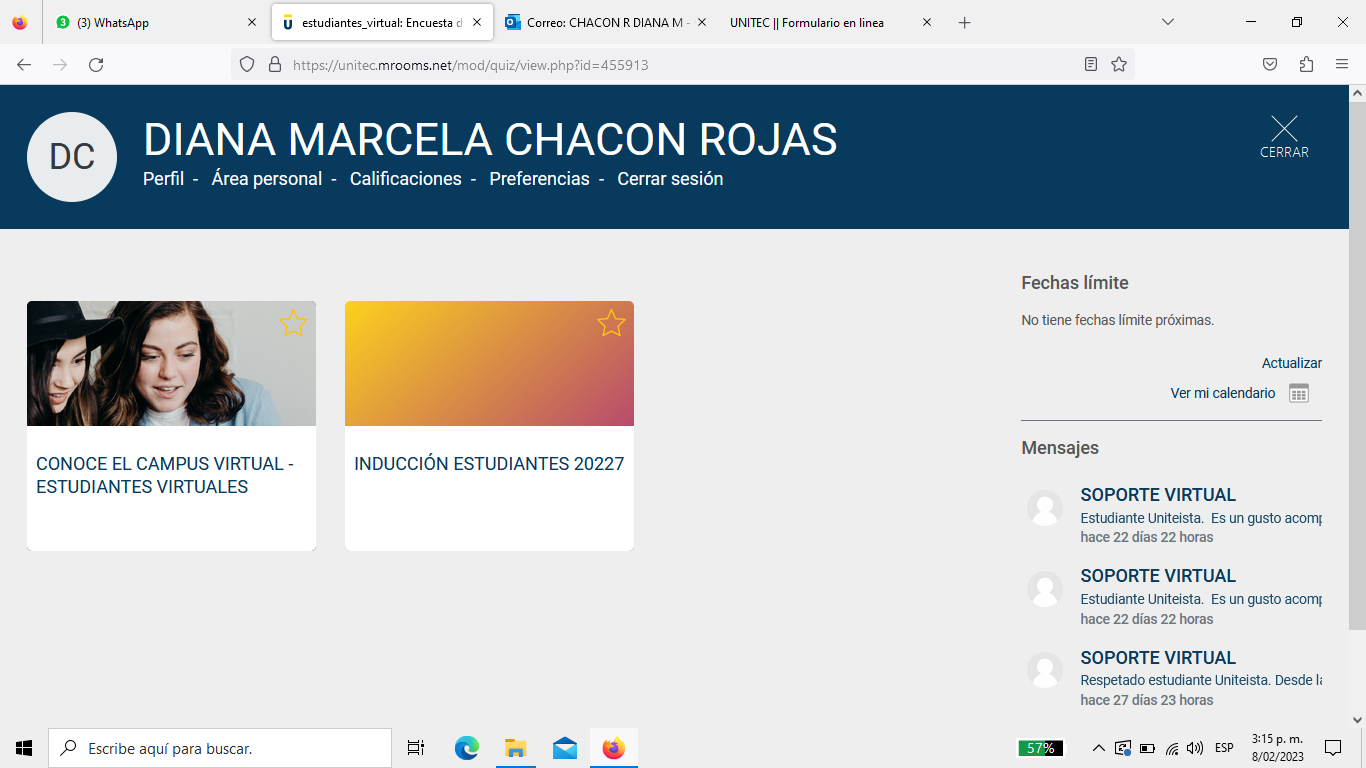 (3) WhatsApp
estudiantes_virtual: Encuesta d
Correo: CHACON R DIANA M -
UNITEC || Formulario en linea
https://unitec.mrooms.net/mod/quiz/view.php?id=455913
DC
DIANA MARCELA CHACON ROJAS
Perfil - Área personal - Calificaciones - Preferencias - Cerrar sesión
CERRAR
CONOCE EL CAMPUS VIRTUAL -
ESTUDIANTES VIRTUALES
INDUCCIÓN ESTUDIANTES 20227
Fechas límite
No tiene fechas límite próximas.
Actualizar
Ver mi calendario
Mensajes
SOPORTE VIRTUAL
Estudiante Uniteista. Es un gusto acomp
hace 22 días 22 horas
SOPORTE VIRTUAL
Estudiante Uniteista. Es un gusto acomp
hace 22 días 22 horas
SOPORTE VIRTUAL
Respetado estudiante Uniteista. Desde la
hace 27 días 23 horas
Escribe aquí para buscar.
57%
ESP
3:15 p. m.
8/02/2023